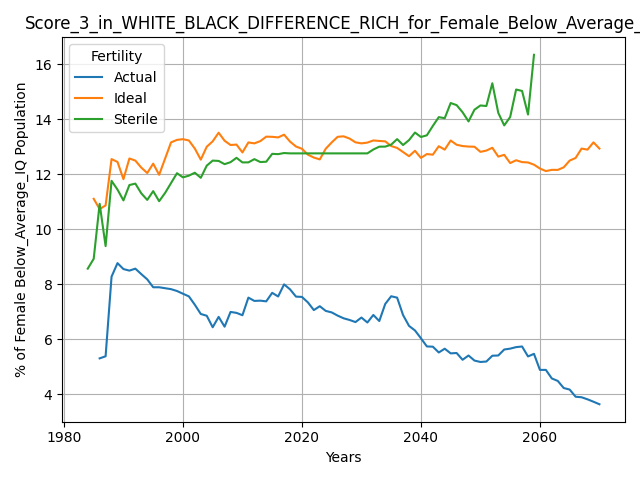 Score_3_in_WHITE_BLACK_DIFFERENCE_RICH_for_Female_Below_Average_
Fertility
Actual
Ideal
Sterile
% of Female Below_Average_IQ Population
16
14
12
10
8
6
4
1980
2000
2020
2040
2060
Years